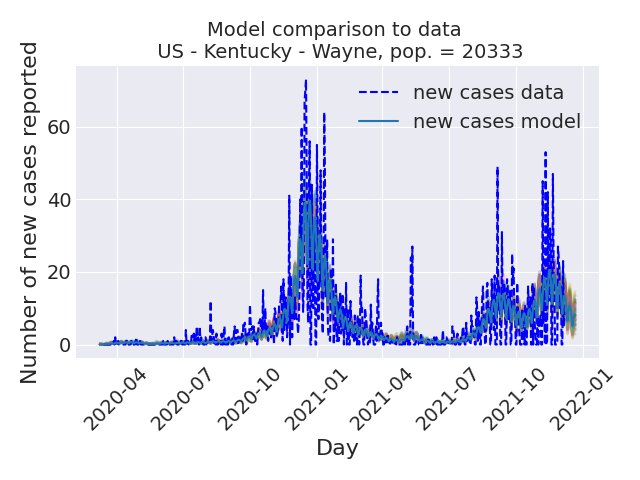 Model comparison to data
US - Kentucky - Wayne, pop. = 20333
Number of new cases reported
60
40
20
0
new cases data
new cases model
2020-04
2020-07
2020-10
2021-01
2021-04
2021-07
2021-10
2022-01
Day